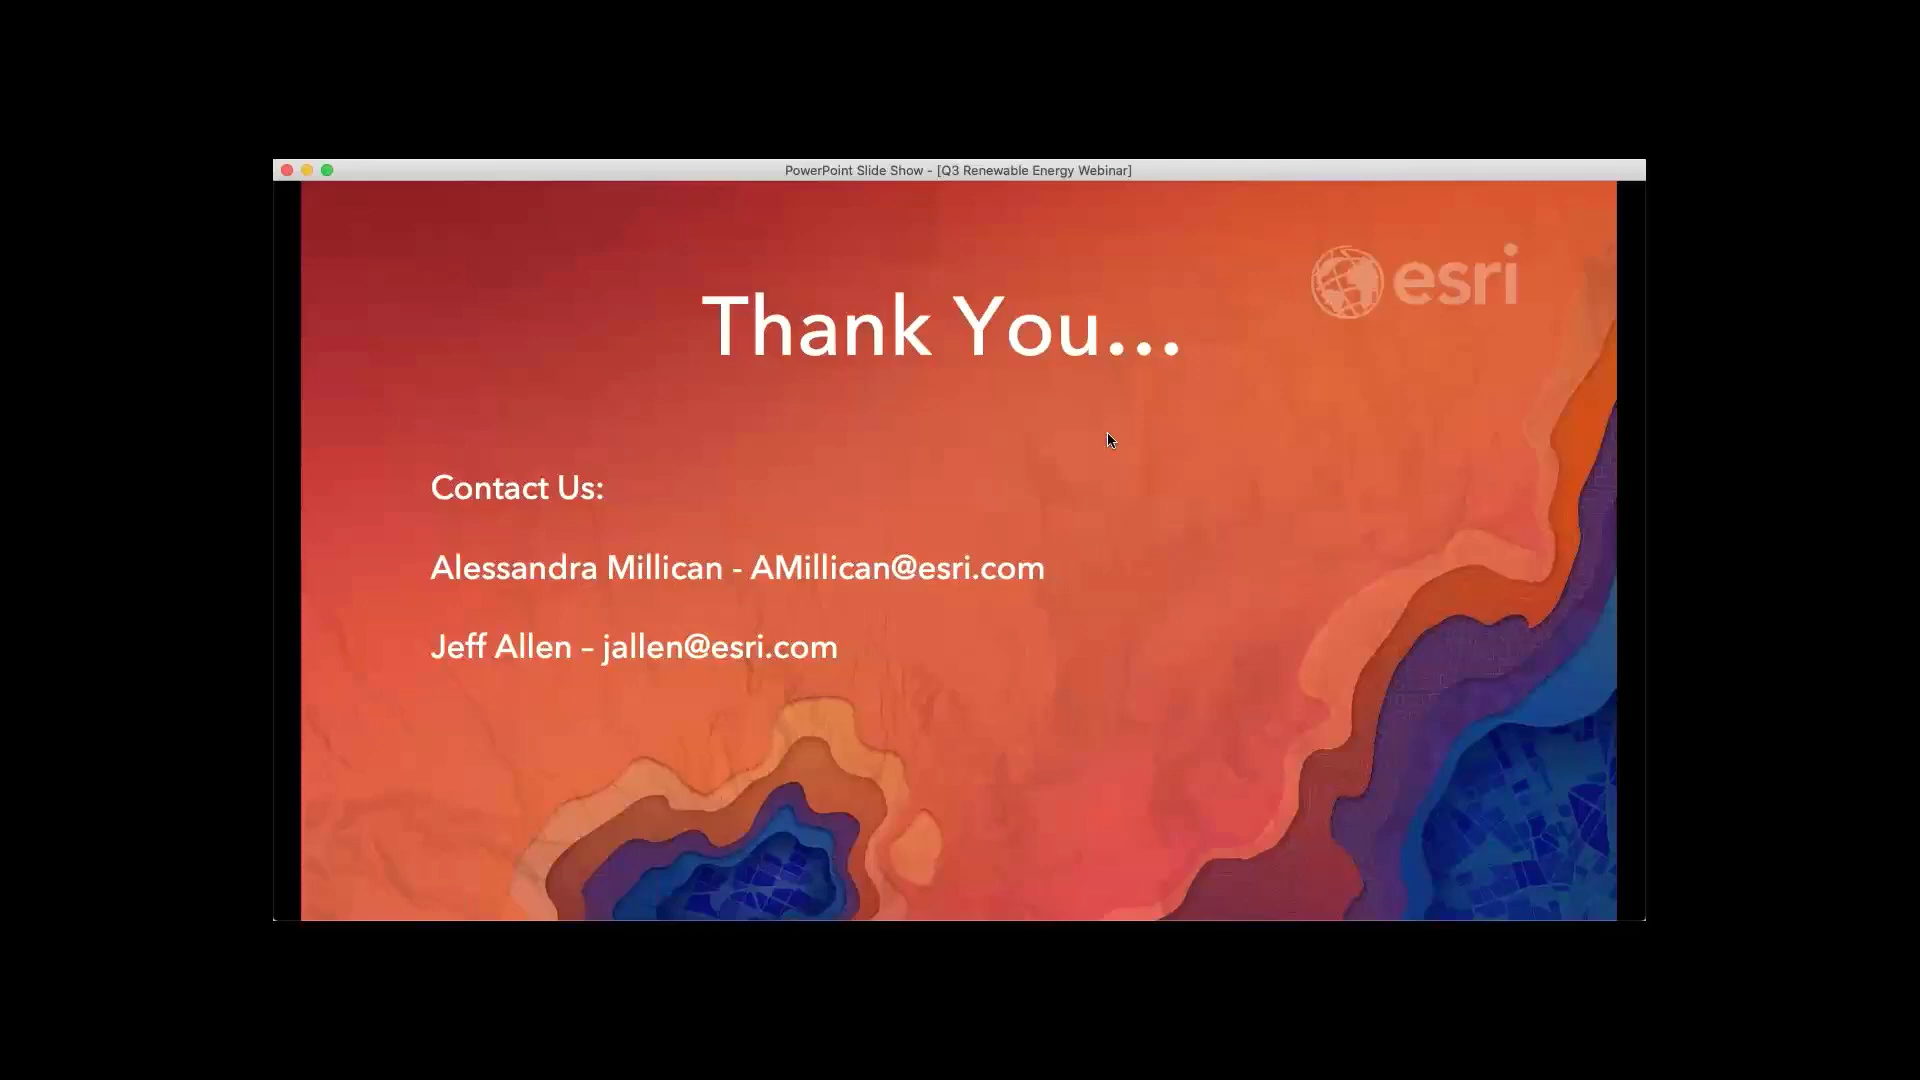 PowerPoint Slide Show - [Q3 Renewable Energy Webinar]
esri
Thank You...
Contact Us:
Alessandra Millican - AMillican@esri.com
Jeff Allen – jallen@esri.com